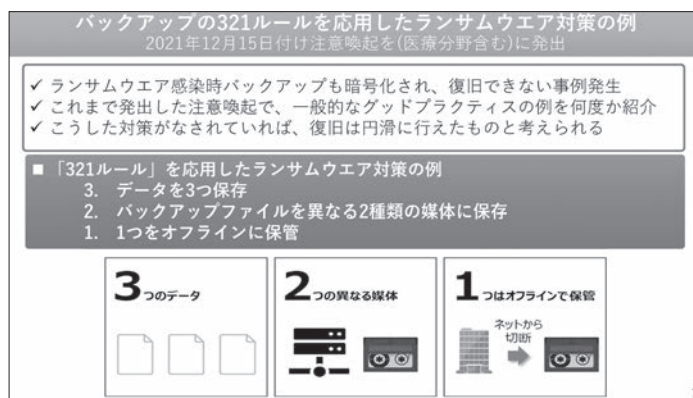 バックアップの321ルールを応用したランサムウエア対策の例
2021年12月15日付け注意喚起を(医療分野含む)に発出
✓ ランサムウエア感染時バックアップも暗号化され、復旧できない事例発生
✓ これまで発出した注意喚起で、一般的なグッドプラクティスの例を何度か紹介
✓ こうした対策がなされていれば、復旧は円滑に行えたものと考えられる
■ 「321ルール」を応用したランサムウエア対策の例
3. データを3つ保存
2. バックアップファイルを異なる2種類の媒体に保存
1. 1つをオフラインに保管
3つのデータ
2つの異なる媒体
1つはオフラインで保管
ネットから
切断